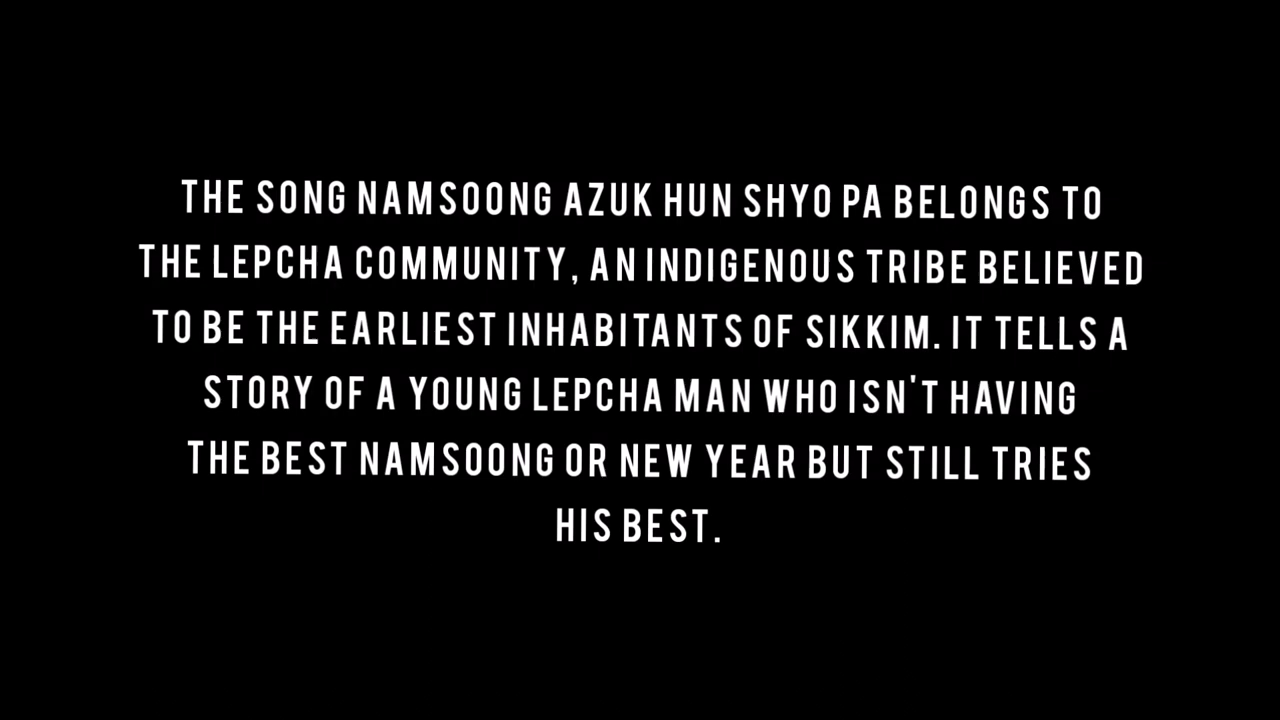 THE SONG NAMSOONG AZUK HUN SHYO PA BELONGS TO
THE LEPCHA COMMUNITY, AN INDIGENOUS TRIBE BELIEVED
TO BE THE EARLIEST INHABITANTS OF SIKKIM. IT TELLS A
STORY OF A YOUNG LEPCHA MAN WHO ISN'T HAVING
THE BEST NAMSOONG OR NEW YEAR BUT STILL TRIES
HIS BEST.